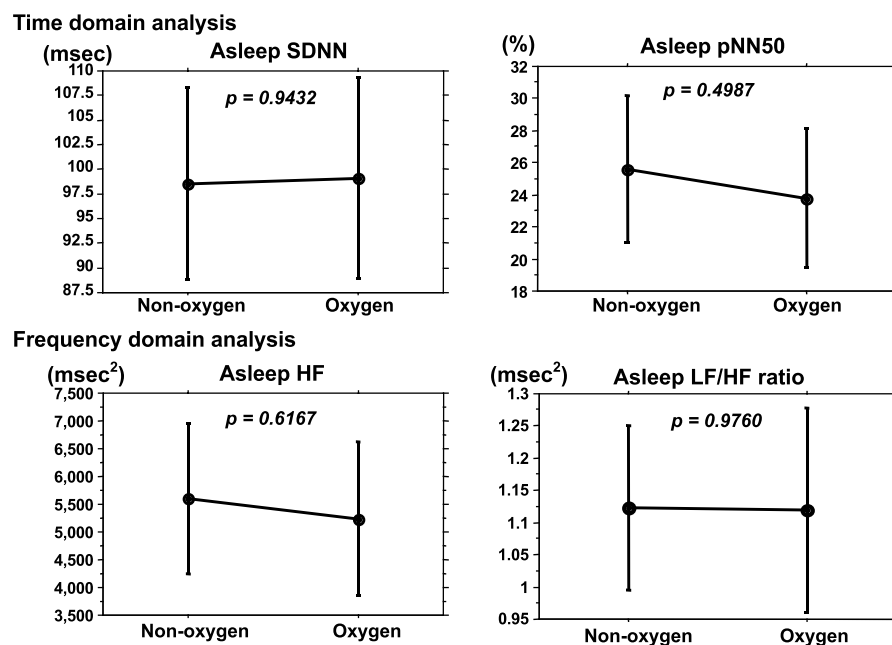 Time domain analysis
(msec)
Asleep SDNN
110
107.5
105
102.5
100
97.5
95
92.5
90
87.5
p = 0.9432
Non-oxygen
Oxygen
(%)
Asleep pNN50
32
30
28
26
24
22
20
18
p = 0.4987
Non-oxygen
Oxygen
Frequency domain analysis
(msec²)
Asleep HF
7,500
7,000
6,500
6,000
5,500
5,000
4,500
4,000
3,500
p = 0.6167
Non-oxygen
Oxygen
(msec²)
Asleep LF/HF ratio
1.3
1.25
1.2
1.15
1.1
1.05
1
0.95
p = 0.9760
Non-oxygen
Oxygen